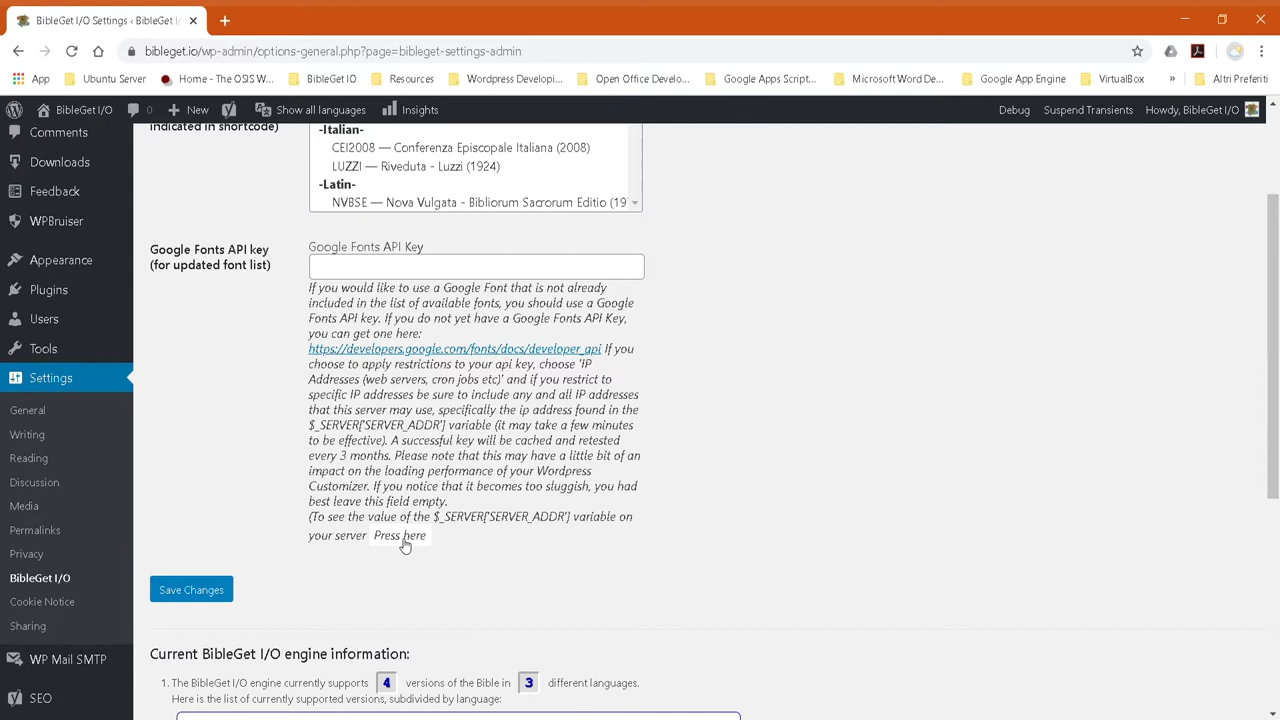 BibleGet I/O Settings ‹ BibleGet I/
bibleget.io/wp-admin/options-general.php?page=bibleget-settings-admin
App
Ubuntu Server
Home - The OSIS W...
BibleGet IO
Resources
Wordpress Developi...
Open Office Develo...
Google Apps Script...
Microsoft Word De...
Google App Engine
VirtualBox
»
Altri Preferiti
BibleGet I/O
0
New
Show all languages
Insights
Debug
Suspend Transients
Howdy, BibleGet I/O
Comments
Downloads
Feedback
WPBruiser
Appearance
Plugins
Users
Tools
Settings
General
Writing
Reading
Discussion
Media
Permalinks
Privacy
BibleGet I/O
Cookie Notice
Sharing
WP Mail SMTP
SEO
indicated in shortcode)
-Italian-
CEI2008 — Conferenza Episcopale Italiana (2008)
LUZZI — Riveduta - Luzzi (1924)
-Latin-
NVBSE — Nova Vulgata - Bibliorum Sacrorum Editio (19
Google Fonts API key
(for updated font list)
Google Fonts API Key
If you would like to use a Google Font that is not already
included in the list of available fonts, you should use a Google
Fonts API key. If you do not yet have a Google Fonts API Key,
you can get one here:
https://developers.google.com/fonts/docs/developer_api If you
choose to apply restrictions to your api key, choose 'IP
Addresses (web servers, cron jobs etc)' and if you restrict to
specific IP addresses be sure to include any and all IP addresses
that this server may use, specifically the ip address found in the
$_SERVER['SERVER_ADDR'] variable (it may take a few minutes
to be effective). A successful key will be cached and retested
every 3 months. Please note that this may have a little bit of an
impact on the loading performance of your Wordpress
Customizer. If you notice that it becomes too sluggish, you had
best leave this field empty.
(To see the value of the $_SERVER['SERVER_ADDR'] variable on
your server Press here
Save Changes
Current BibleGet I/O engine information:
1. The BibleGet I/O engine currently supports 4 versions of the Bible in 3 different languages.
Here is the list of currently supported versions, subdivided by language: